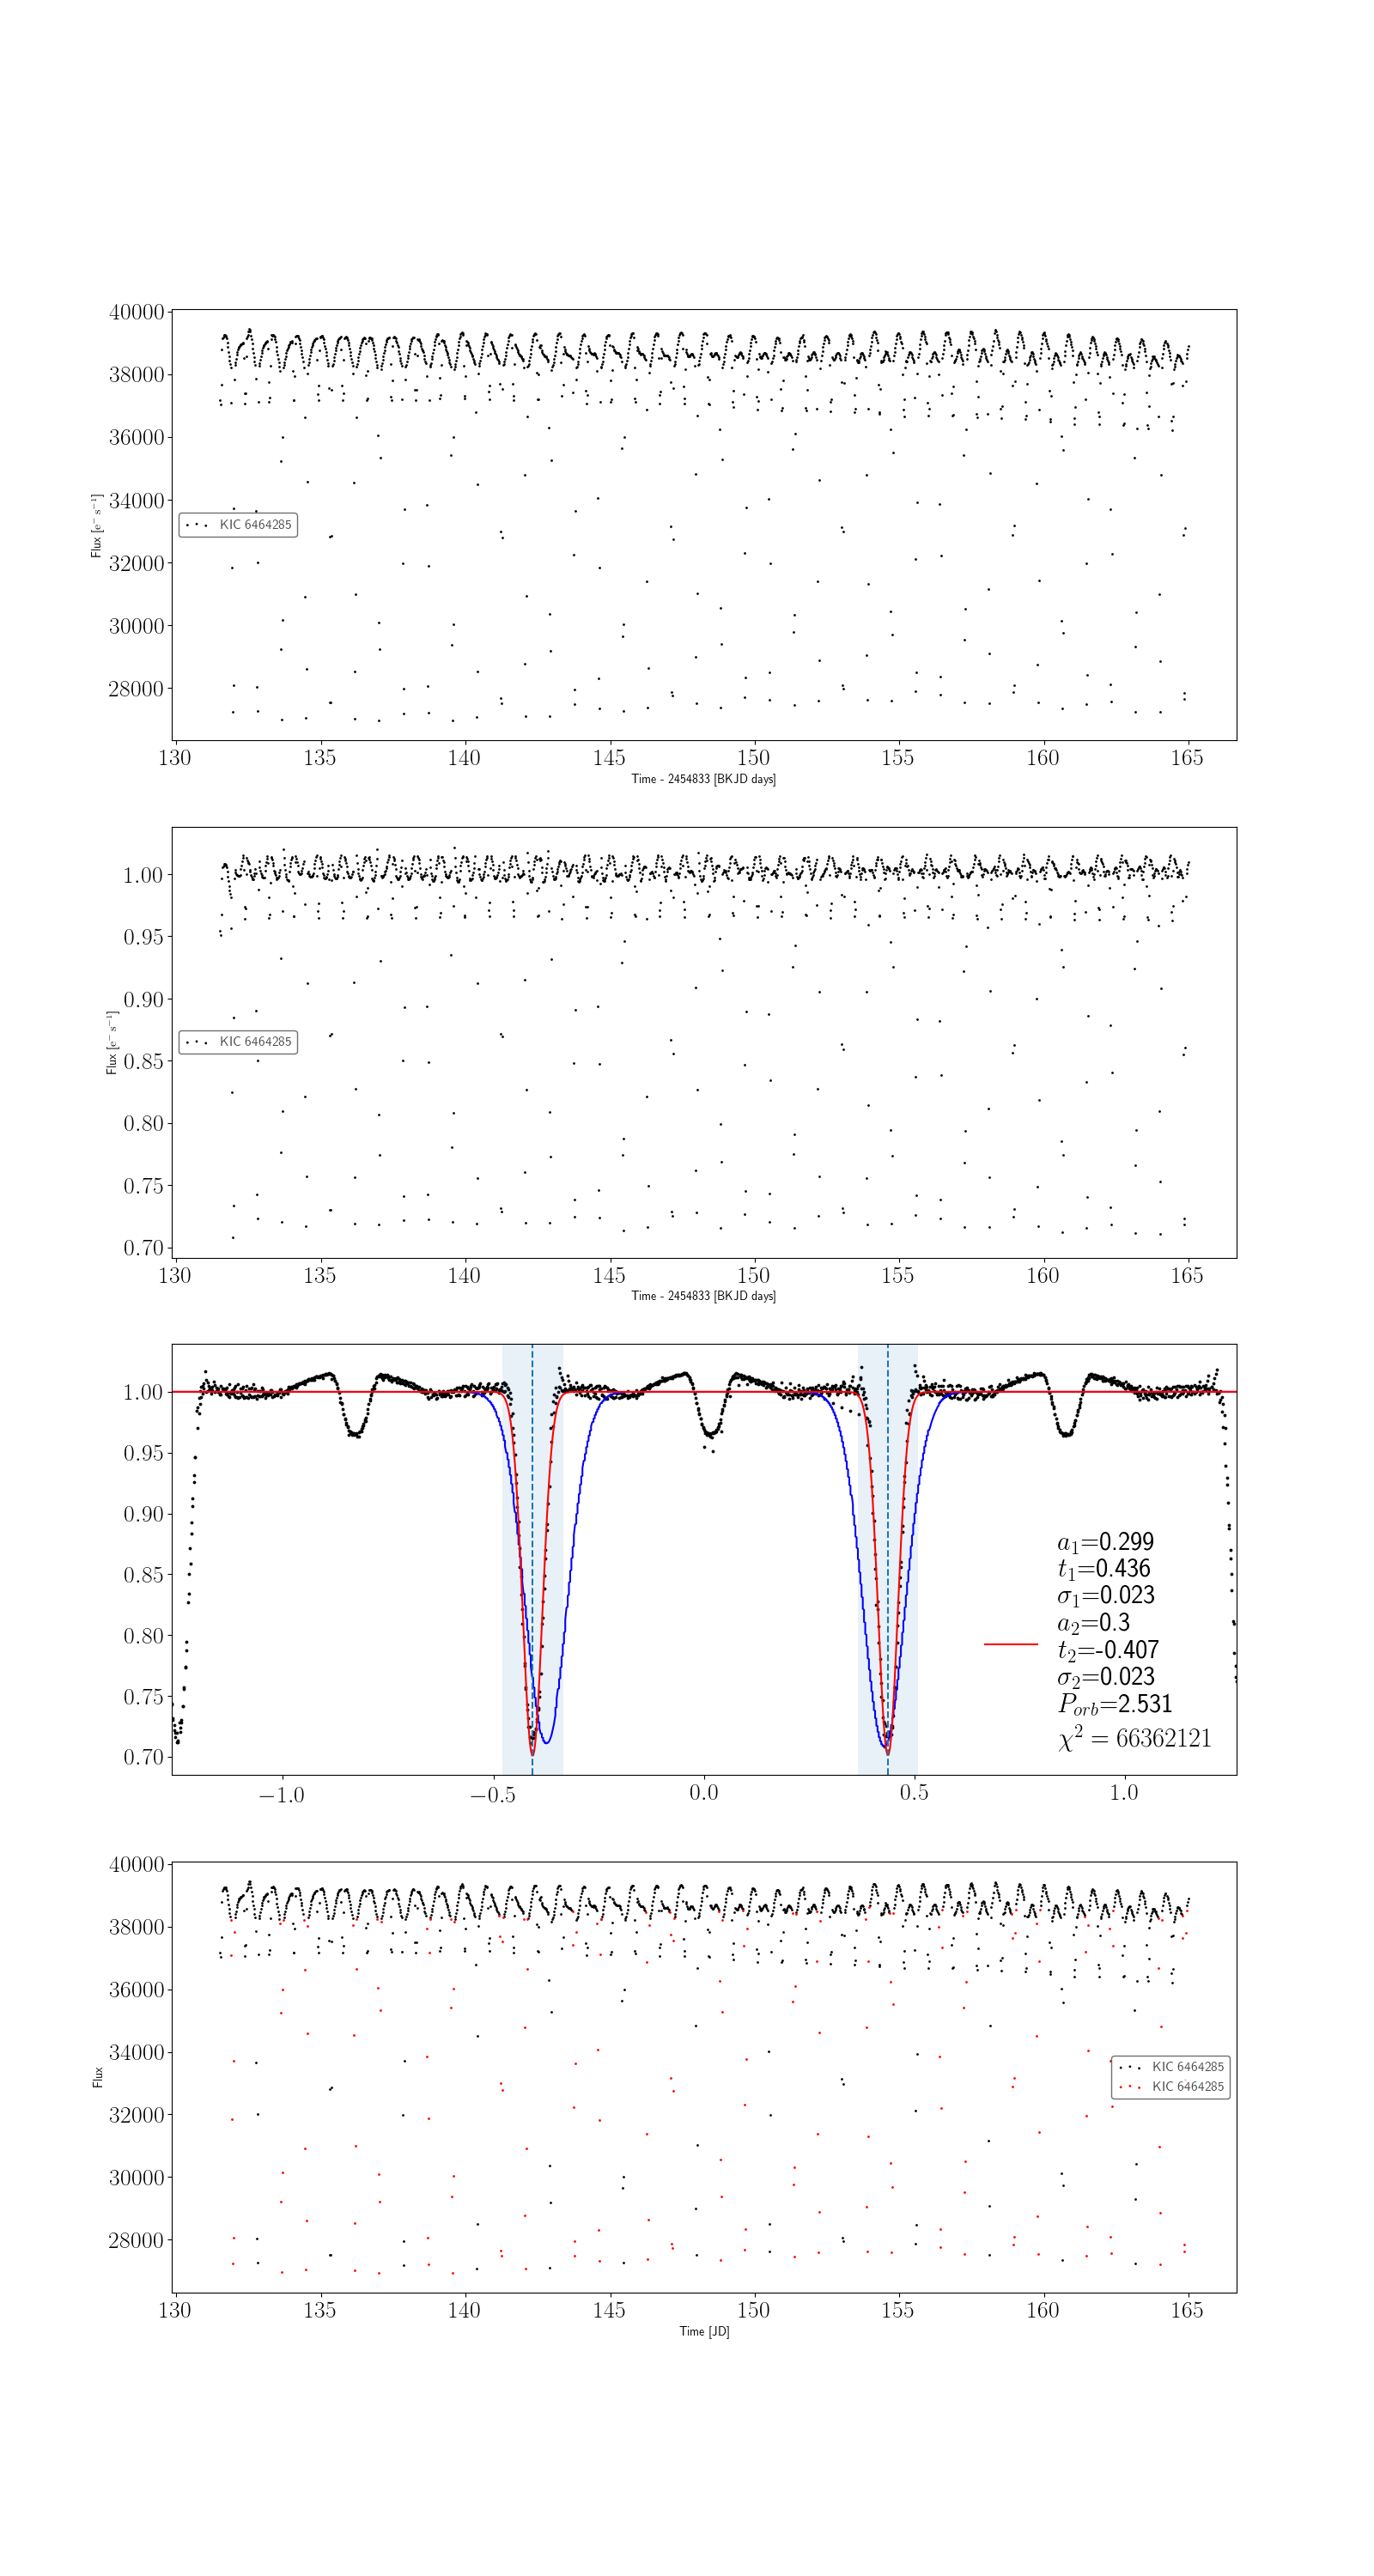 40000
38000
36000
34000
32000
30000
28000
Flux [e− s−1]
KIC 6464285
130 135 140 145 150 155 160 165
Time - 2454833 [BKJD days]
1.00
0.95
0.90
0.85
0.80
0.75
0.70
Flux [e− s−1]
KIC 6464285
130 135 140 145 150 155 160 165
Time - 2454833 [BKJD days]
1.00
0.95
0.90
0.85
0.80
0.75
0.70
a1=0.299
t1=0.436
σ1=0.023
a2=0.3
t2=-0.407
σ2=0.023
Porb=2.531
χ2 = 66362121
−1.0 −0.5 0.0 0.5 1.0
40000
38000
36000
34000
32000
30000
28000
Flux
KIC 6464285
KIC 6464285
130 135 140 145 150 155 160 165
Time [JD]